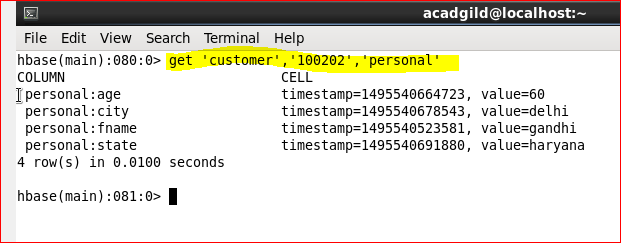 acadgild@localhost:~
File Edit View Search Terminal Help
hbase(main):080:0> get 'customer','100202','personal'
COLUMN CELL
personal:age timestamp=1495540664723, value=60
personal:city timestamp=1495540678543, value=delhi
personal:fname timestamp=1495540523581, value=gandhi
personal:state timestamp=1495540691880, value=haryana
4 row(s) in 0.0100 seconds
hbase(main):081:0>